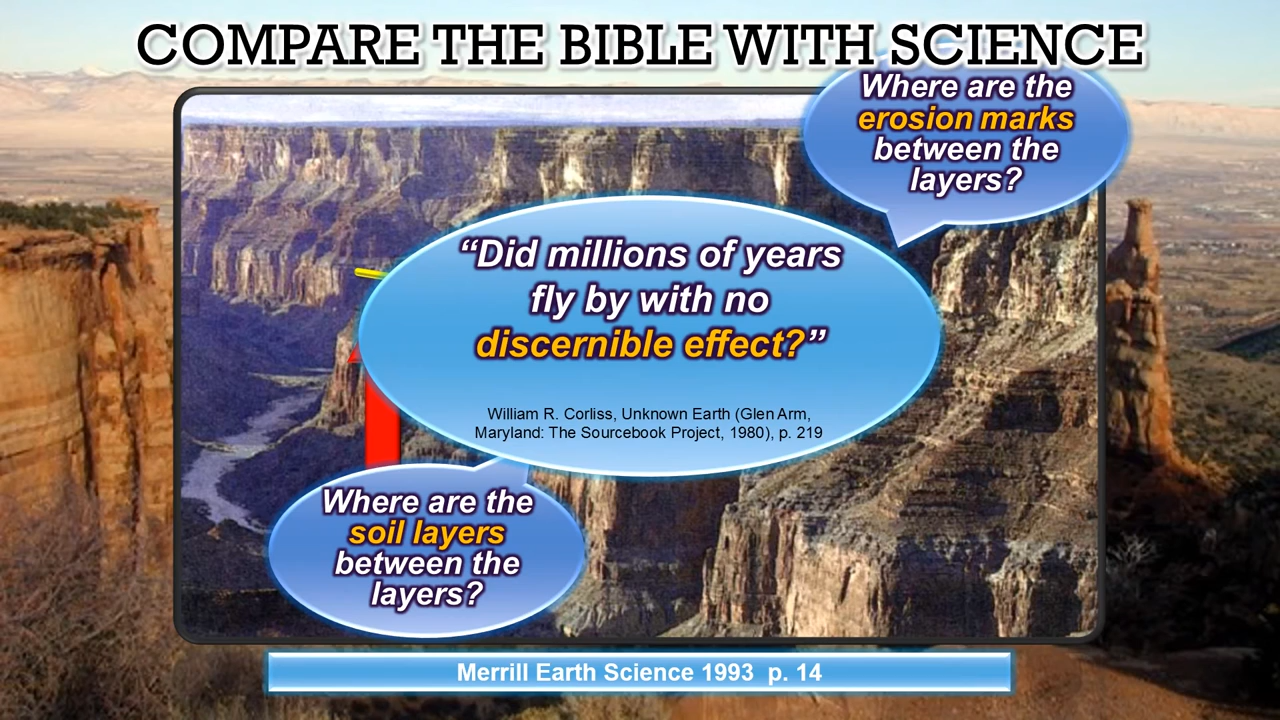 COMPARE THE BIBLE WITH SCIENCE
Where are the
erosion marks
between the
layers?
“Did millions of years
fly by with no
discernible effect?”
William R. Corliss, Unknown Earth (Glen Arm,
Maryland: The Sourcebook Project, 1980), p. 219
Where are the
soil layers
between the
layers?
Merrill Earth Science 1993 p. 14